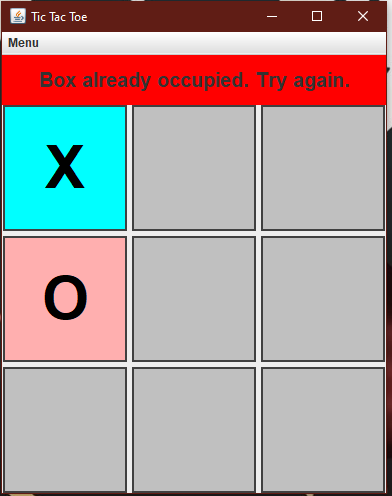 Tic Tac Toe
Menu
Box already occupied. Try again.
X
O